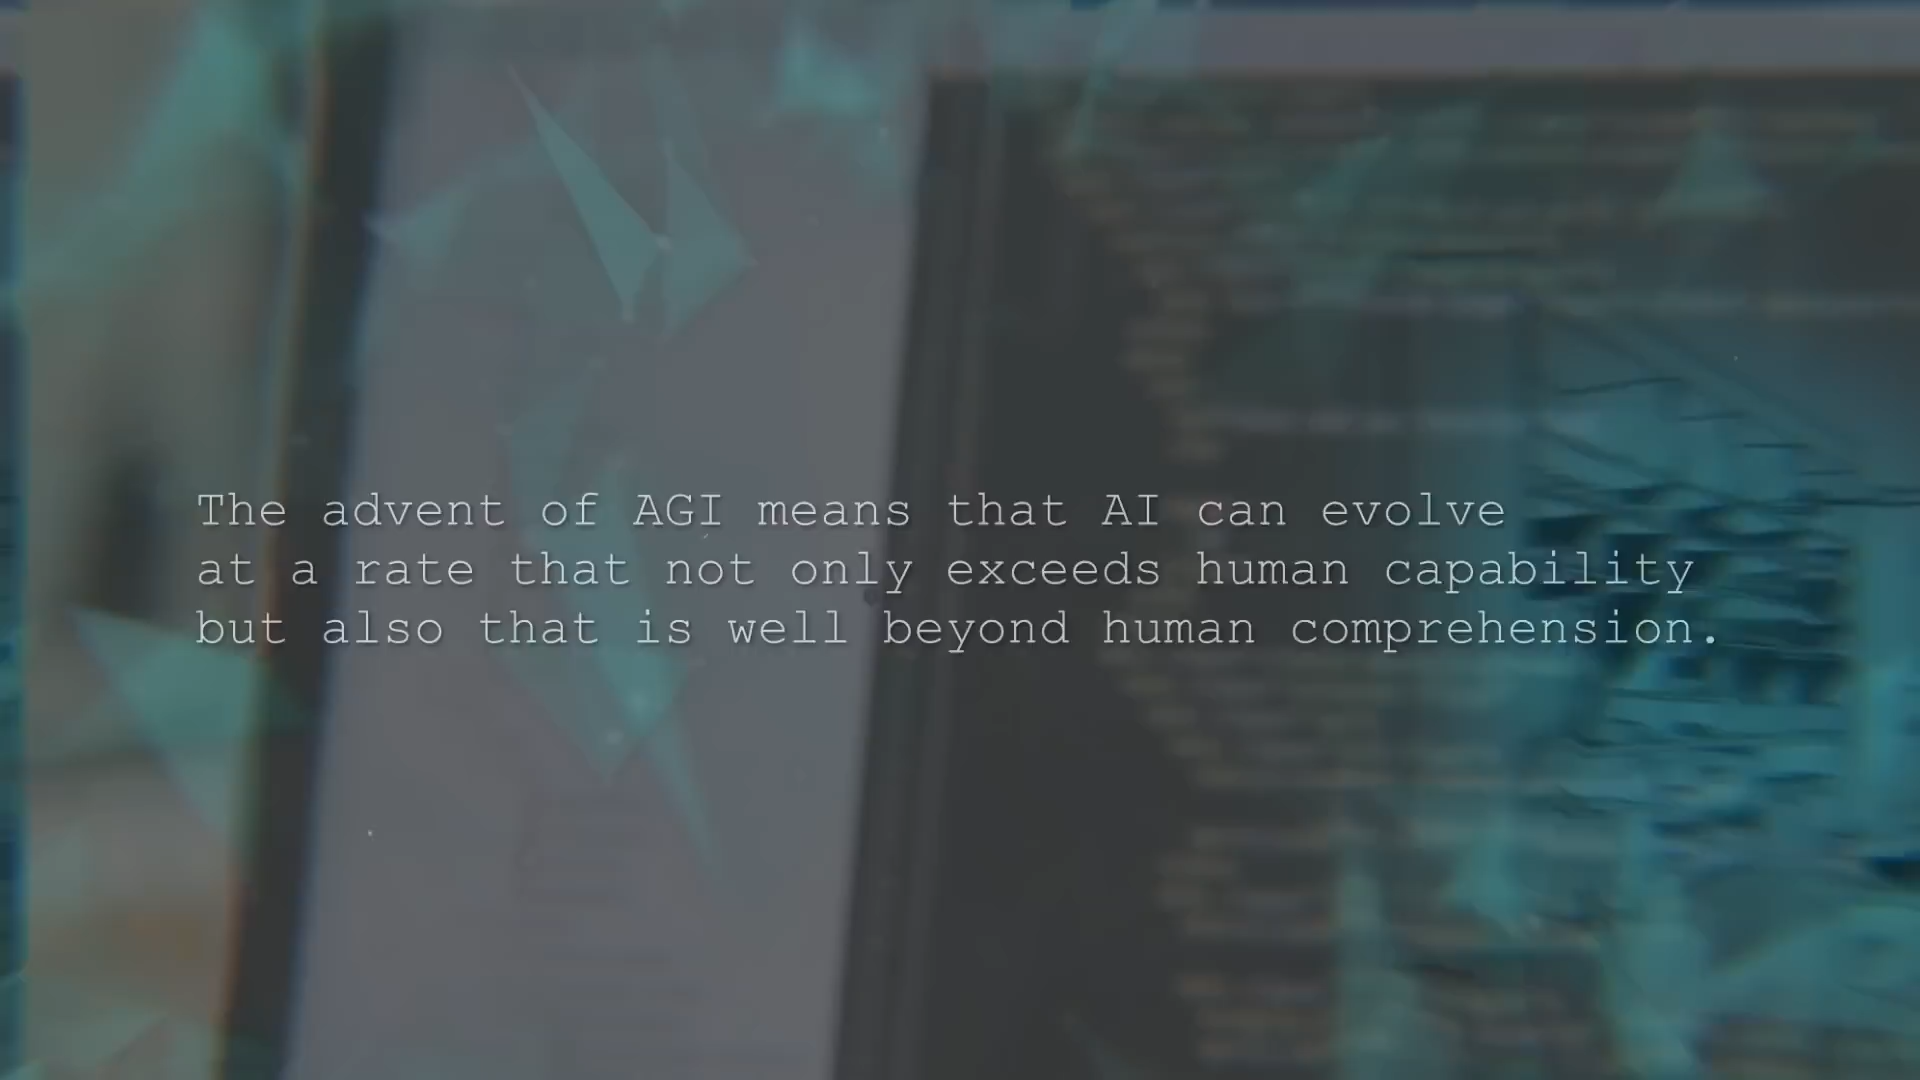 The advent of AGI means that AI can evolve
at a rate that not only exceeds human capability
but also that is well beyond human comprehension.